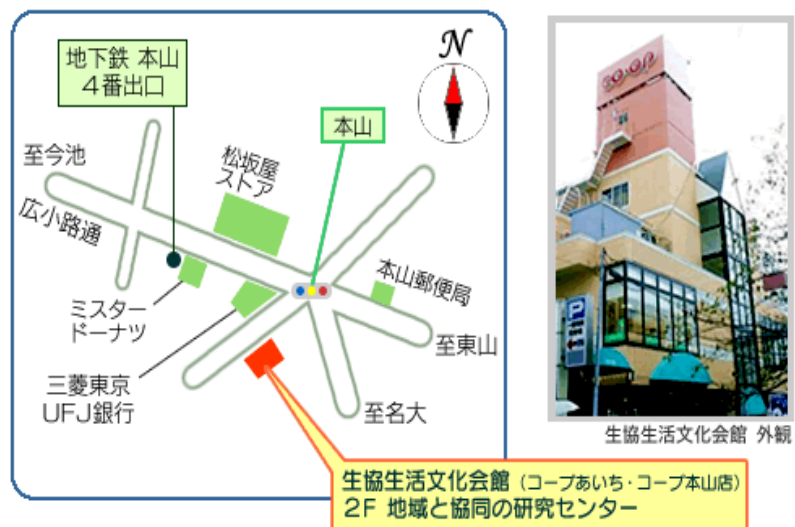 地下鉄 本山
4番出口
N
本山
至今池
広小路通
松坂屋
ストア
本山郵便局
ミスター
ドーナツ
至東山
三菱東京
UFJ銀行
至名大
生協生活文化会館（コープあいち・コープ本山店）
2F 地域と協同の研究センター
CO・OP
P
生協生活文化会館 外観